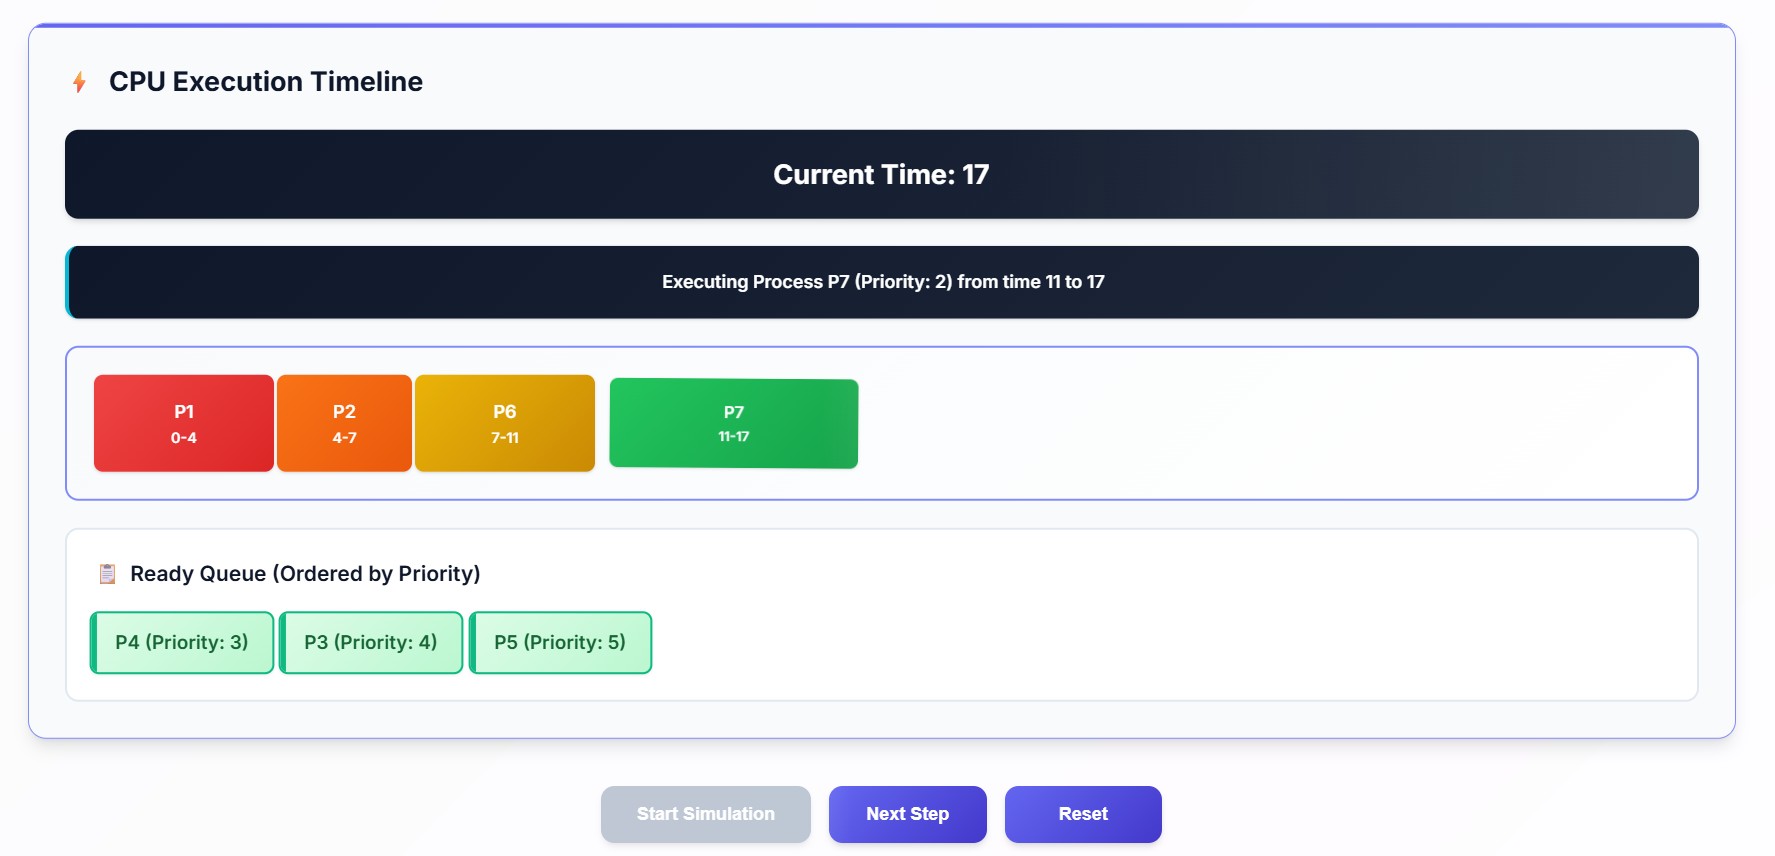 CPU Execution Timeline
Current Time: 17
Executing Process P7 (Priority: 2) from time 11 to 17
P1 P2 P6 P7
0-4 4-7 7-11 11-17
Ready Queue (Ordered by Priority)
P4 (Priority: 3) P3 (Priority: 4) P5 (Priority: 5)
Start Simulation Next Step Reset